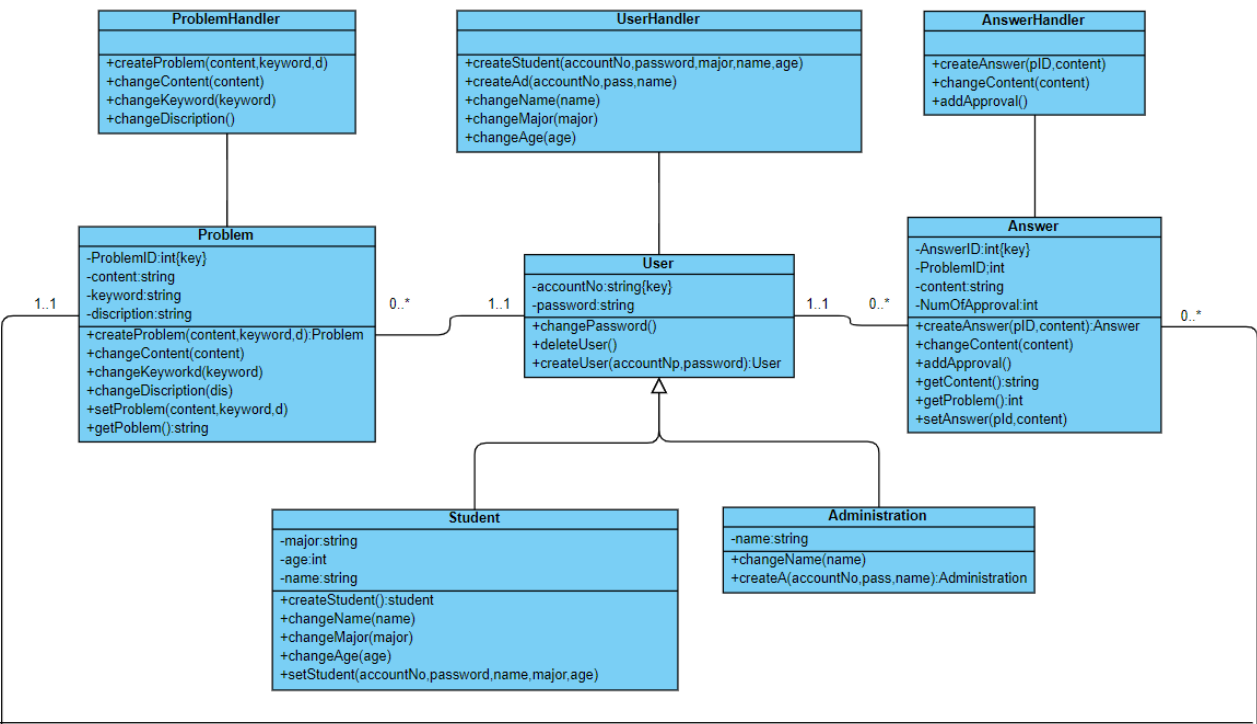 ProblemHandler
+createProblem(content,keyword,d)
+changeContent(content)
+changeKeyword(keyword)
+changeDiscription()
UserHandler
+createStudent(accountNo,password,major,name,age)
+createAd(accountNo,pass,name)
+changeName(name)
+changeMajor(major)
+changeAge(age)
AnswerHandler
+createAnswer(pID,content)
+changeContent(content)
+addApproval()
Problem
-ProblemID:int{key}
-content:string
-keyword:string
-discription:string
+createProblem(content,keyword,d):Problem
+changeContent(content)
+changeKeyworkd(keyword)
+changeDiscription(dis)
+setProblem(content,keyword,d)
+getPoblem():string
1..1
0..*
1..1
User
-accountNo:string{key}
-password:string
+changePassword()
+deleteUser()
+createUser(accountNp,password):User
1..1
0..*
Answer
-AnswerID:int{key}
-ProblemID;int
-content:string
-NumOfApproval:int
+createAnswer(pID,content):Answer
+changeContent(content)
+addApproval()
+getContent():string
+getProblem():int
+setAnswer(pId,content)
0..*
Student
-major:string
-age:int
-name:string
+createStudent():student
+changeName(name)
+changeMajor(major)
+changeAge(age)
+setStudent(accountNo,password,name,major,age)
Administration
-name:string
+changeName(name)
+createA(accountNo,pass,name):Administration